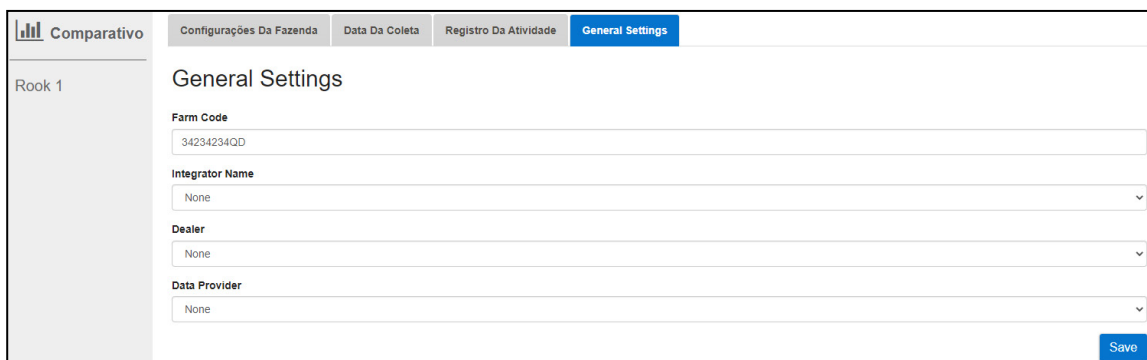 Comparativo
Configurações Da Fazenda Data Da Coleta Registro Da Atividade General Settings
Rook 1
General Settings
Farm Code
34234234QD
Integrator Name
None
Dealer
None
Data Provider
None
Save